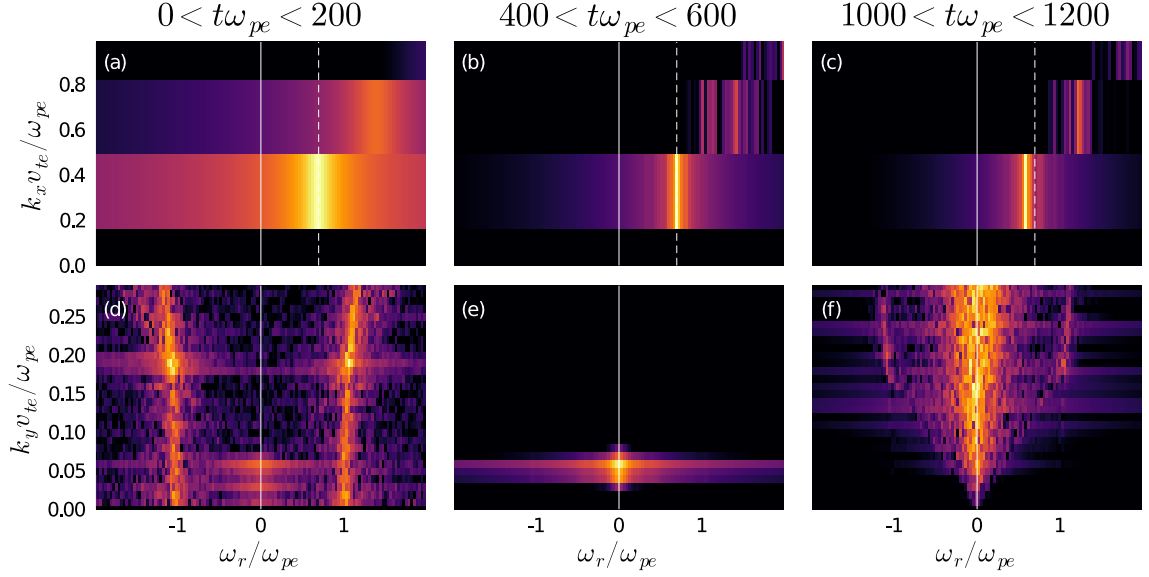 0 < tω_pe < 200
400 < tω_pe < 600
1000 < tω_pe < 1200
k_x v_te/ω_pe
0.8
0.6
0.4
0.2
0.0
(a)
(b)
(c)
k_y v_te/ω_pe
0.25
0.20
0.15
0.10
0.05
0.00
(d)
(e)
(f)
-1 0 1
-1 0 1
-1 0 1
ω_r/ω_pe
ω_r/ω_pe
ω_r/ω_pe